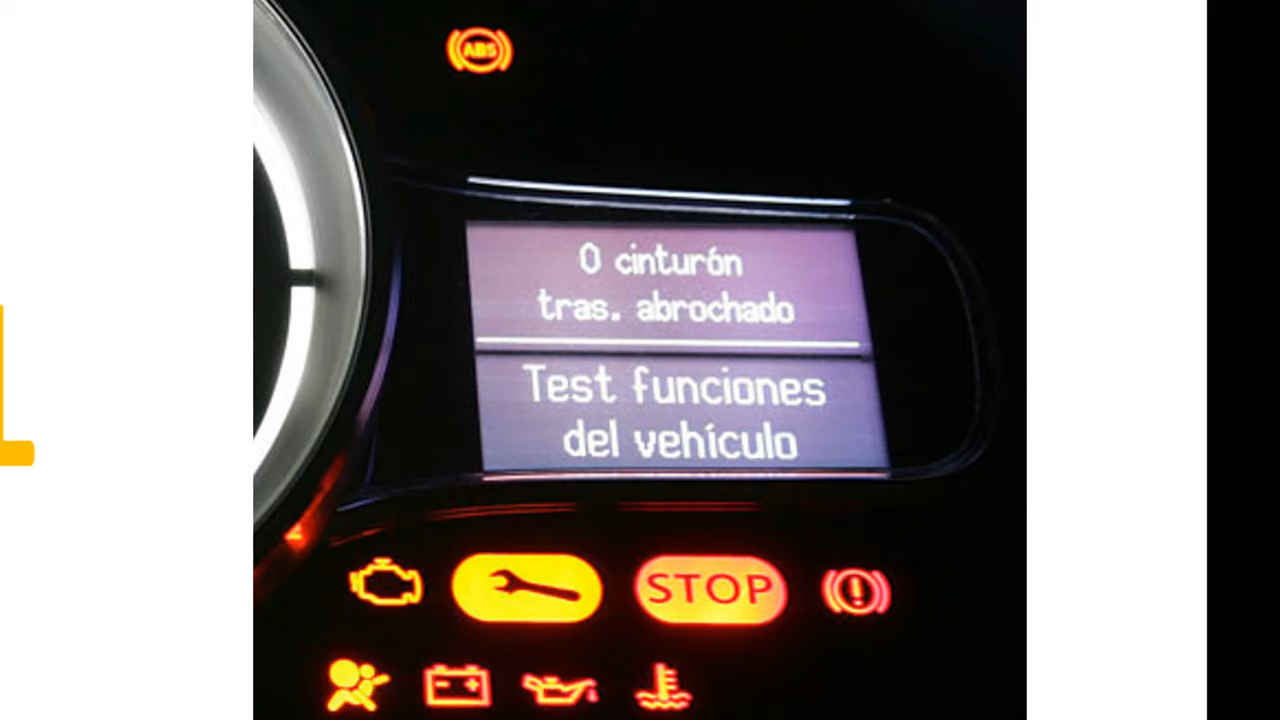 ABS
0 cinturón
tras. abrochado
Test funciones
del vehículo
STOP